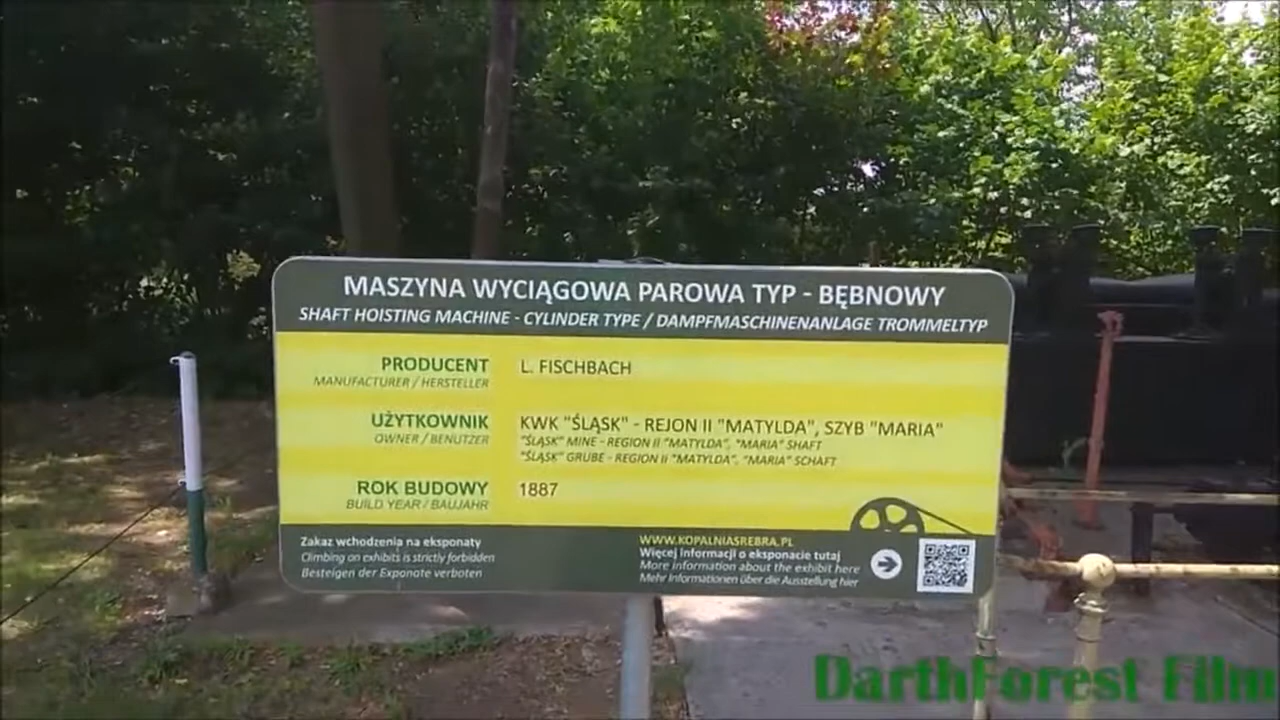 MASZYNA WYCIĄGOWA PAROWA TYP - BĘBNOWY
SHAFT HOISTING MACHINE - CYLINDER TYPE / DAMPFMASCHINENANLAGE TROMMELTYP
PRODUCENT L. FISCHBACH
MANUFACTURER / HERSTELLER
UŻYTKOWNIK KWK "ŚLĄSK" - REJON II "MATYLDA", SZYB "MARIA"
OWNER / BENUTZER "ŚLĄSK" MINE - REGION II "MATYLDA", "MARIA" SHAFT
"ŚLĄSK" GRUBE - REGION II "MATYLDA", "MARIA" SCHAFT
ROK BUDOWY 1887
BUILD YEAR / BAUJAHR
Zakaz wchodzenia na eksponaty
Climbing on exhibits is strictly forbidden
Besteigen der Exponate verboten
WWW.KOPALNIASREBRA.PL
Więcej informacji o eksponacie tutaj
More information about the exhibit here
Mehr Informationen über die Ausstellung hier
DarthForest Film